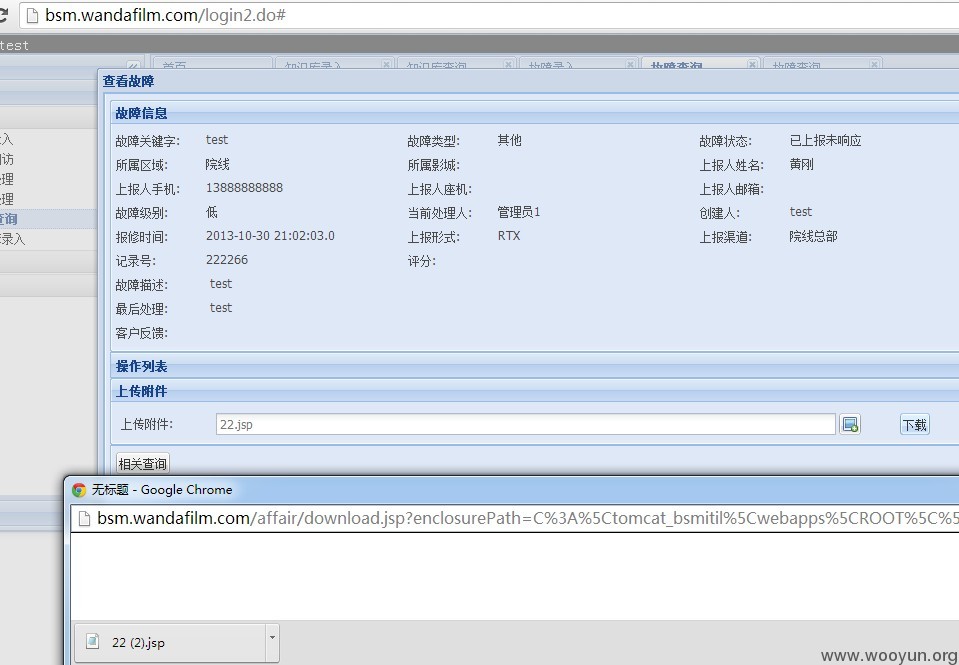 bsm.wandafilm.com/login2.do#
test
首页 知识库录入 知识库查询 故障录入 故障查询 故障查询
查看故障
故障信息
故障关键字: test 故障类型: 其他 故障状态: 已上报未响应
所属区域: 院线 所属影城: 上报人姓名: 黄刚
上报人手机: 13888888888 上报人座机: 上报人邮箱:
故障级别: 低 当前处理人: 管理员1 创建人: test
报修时间: 2013-10-30 21:02:03.0 上报形式: RTX 上报渠道: 院线总部
记录号: 222266 评分:
故障描述: test
最后处理: test
客户反馈:
入
访
理
理
查询
录入
操作列表
上传附件
上传附件: 22.jsp 下载
相关查询
无标题 - Google Chrome
bsm.wandafilm.com/affair/download.jsp?enclosurePath=C%3A%5Ctomcat_bsmitil%5Cwebapps%5CROOT%5C%5
22 (2).jsp
www.wooyun.org